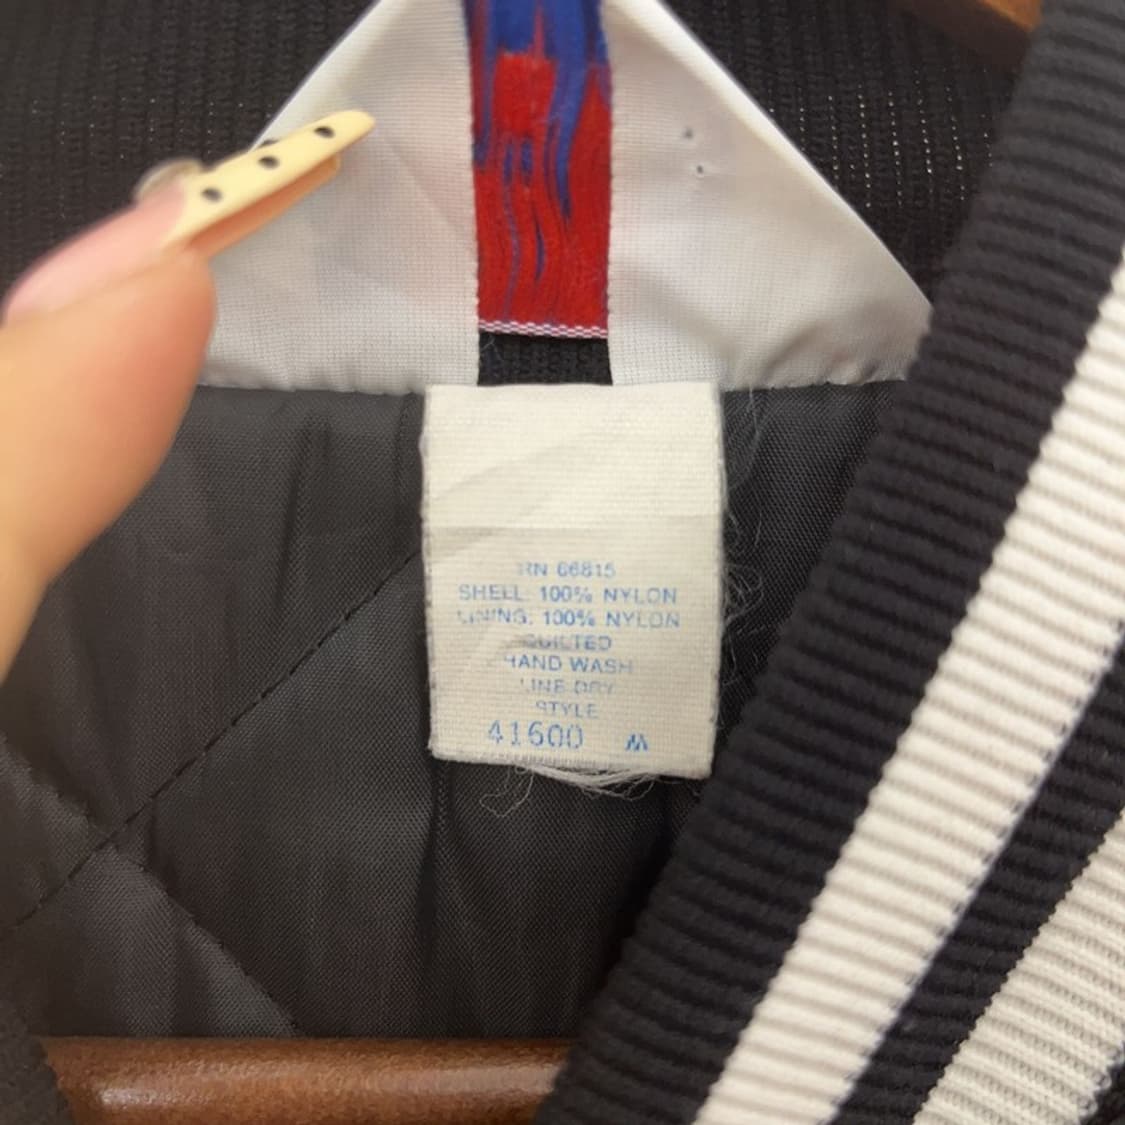 RN 66815
SHELL: 100% NYLON
LINING: 100% NYLON
QUILTED
HAND WASH
LINE DRY
STYLE
41600 M